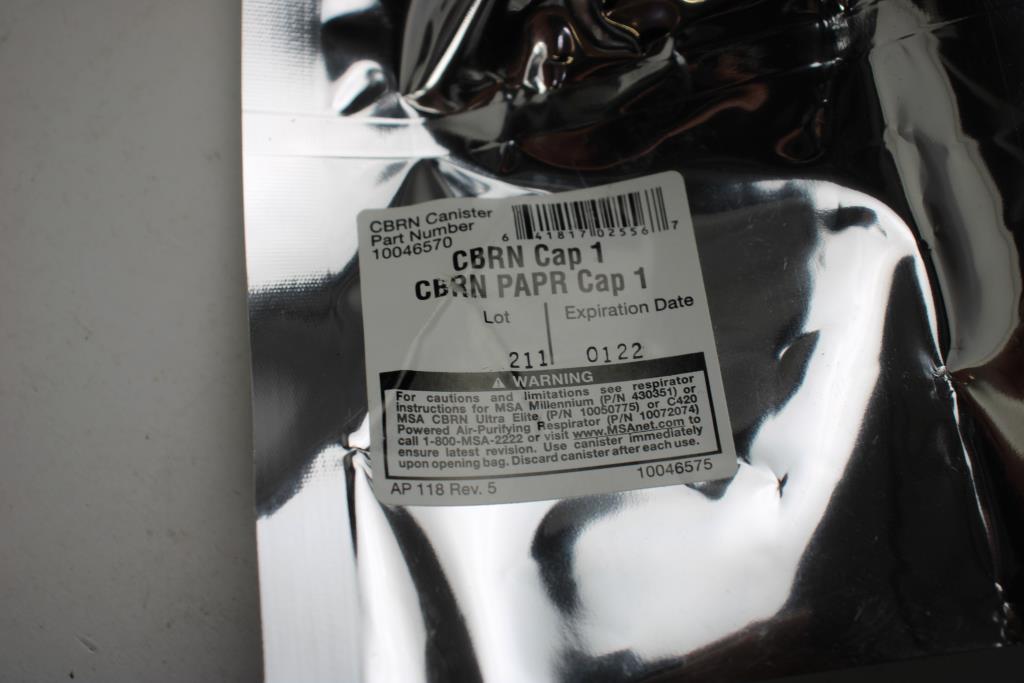 CBRN Canister
Part Number
10046570
6 41817 02556 7
CBRN Cap 1
CBRN PAPR Cap 1
Lot Expiration Date
211 0122
⚠ WARNING
For cautions and limitations see respirator
instructions for MSA Millennium (P/N 430351) or
MSA CBRN Ultra Elite (P/N 10050775) or C420
Powered Air-Purifying Respirator (P/N 10072074)
call 1-800-MSA-2222 or visit www.MSAnet.com to
ensure latest revision. Use canister immediately
upon opening bag. Discard canister after each use.
AP 118 Rev. 5 10046575